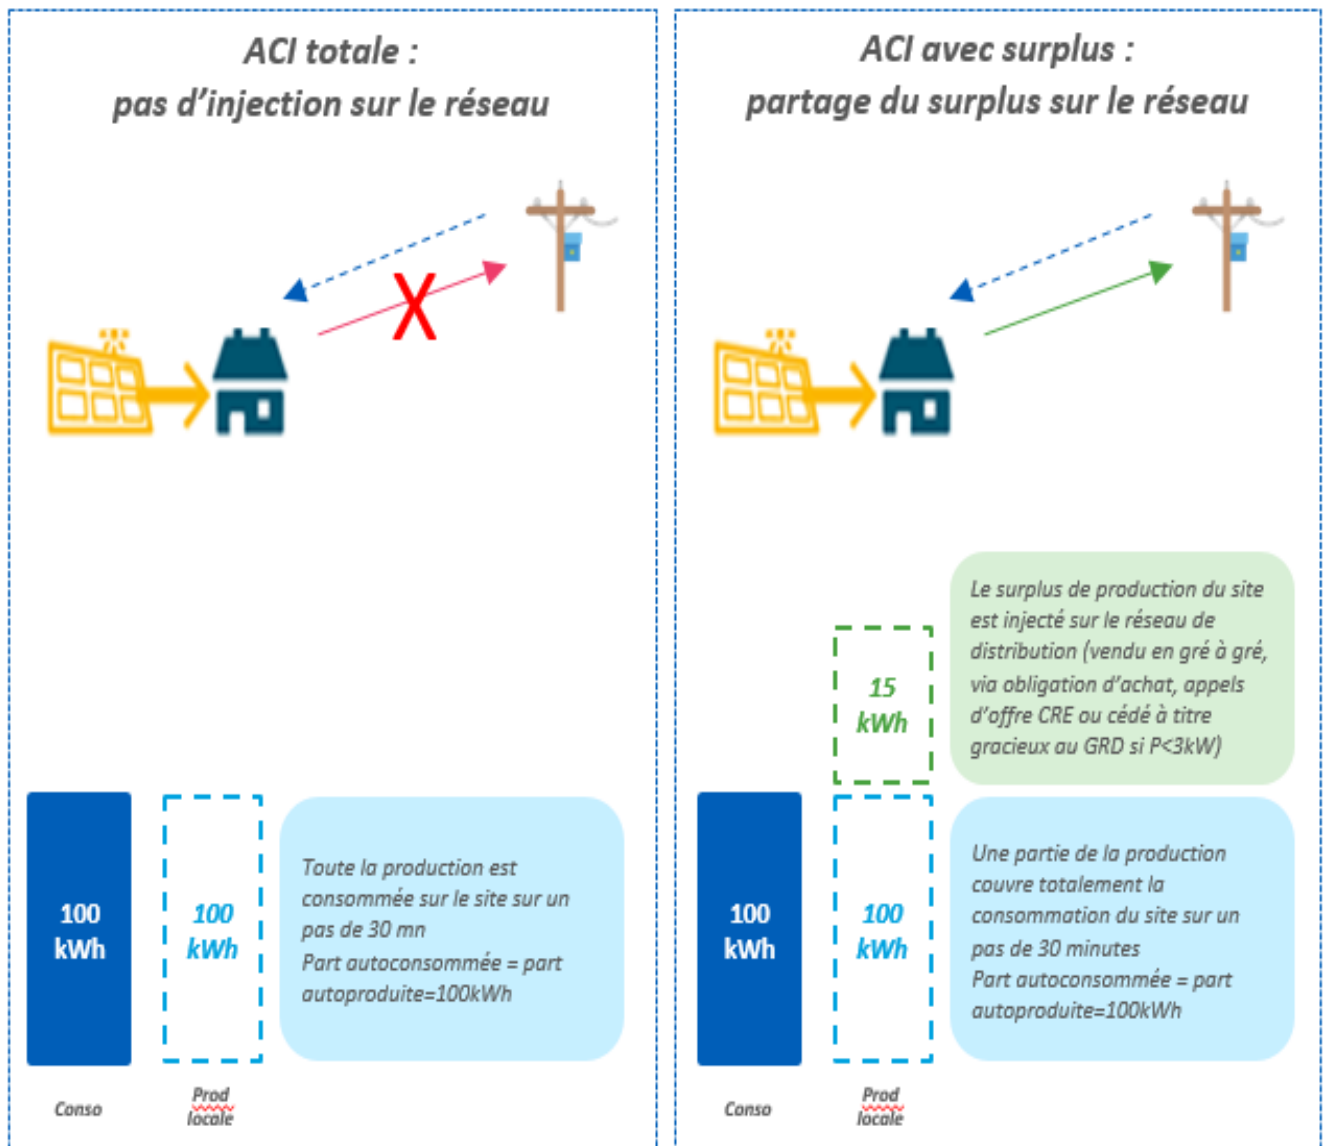 ACI totale :
pas d’injection sur le réseau
100
kWh
100
kWh
Toute la production est
consommée sur le site sur un
pas de 30 mn
Part autoconsommée = part
autoproduite=100kWh
Conso
Prod
locale
ACI avec surplus :
partage du surplus sur le réseau
15
kWh
Le surplus de production du site
est injecté sur le réseau de
distribution (vendu en gré à gré,
via obligation d’achat, appels
d’offre CRE ou cédé à titre
gracieux au GRD si P<3kW)
100
kWh
100
kWh
Une partie de la production
couvre totalement la
consommation du site sur un
pas de 30 minutes
Part autoconsommée = part
autoproduite=100kWh
Conso
Prod
locale